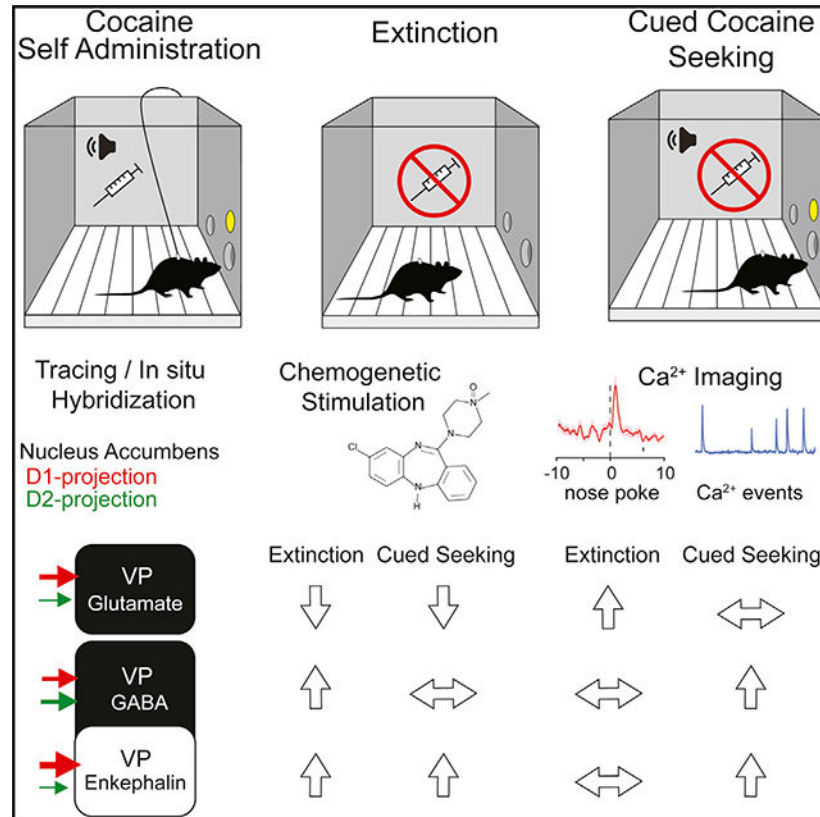 Cocaine
Self Administration
Extinction
Cued Cocaine
Seeking
Tracing / In situ
Hybridization
Nucleus Accumbens
D1-projection
D2-projection
Chemogenetic
Stimulation
O
N
N
N
Cl
N
H
Ca²⁺ Imaging
-10 0 10
nose poke
Ca²⁺ events
Extinction Cued Seeking Extinction Cued Seeking
VP
Glutamate
VP
GABA
VP
Enkephalin